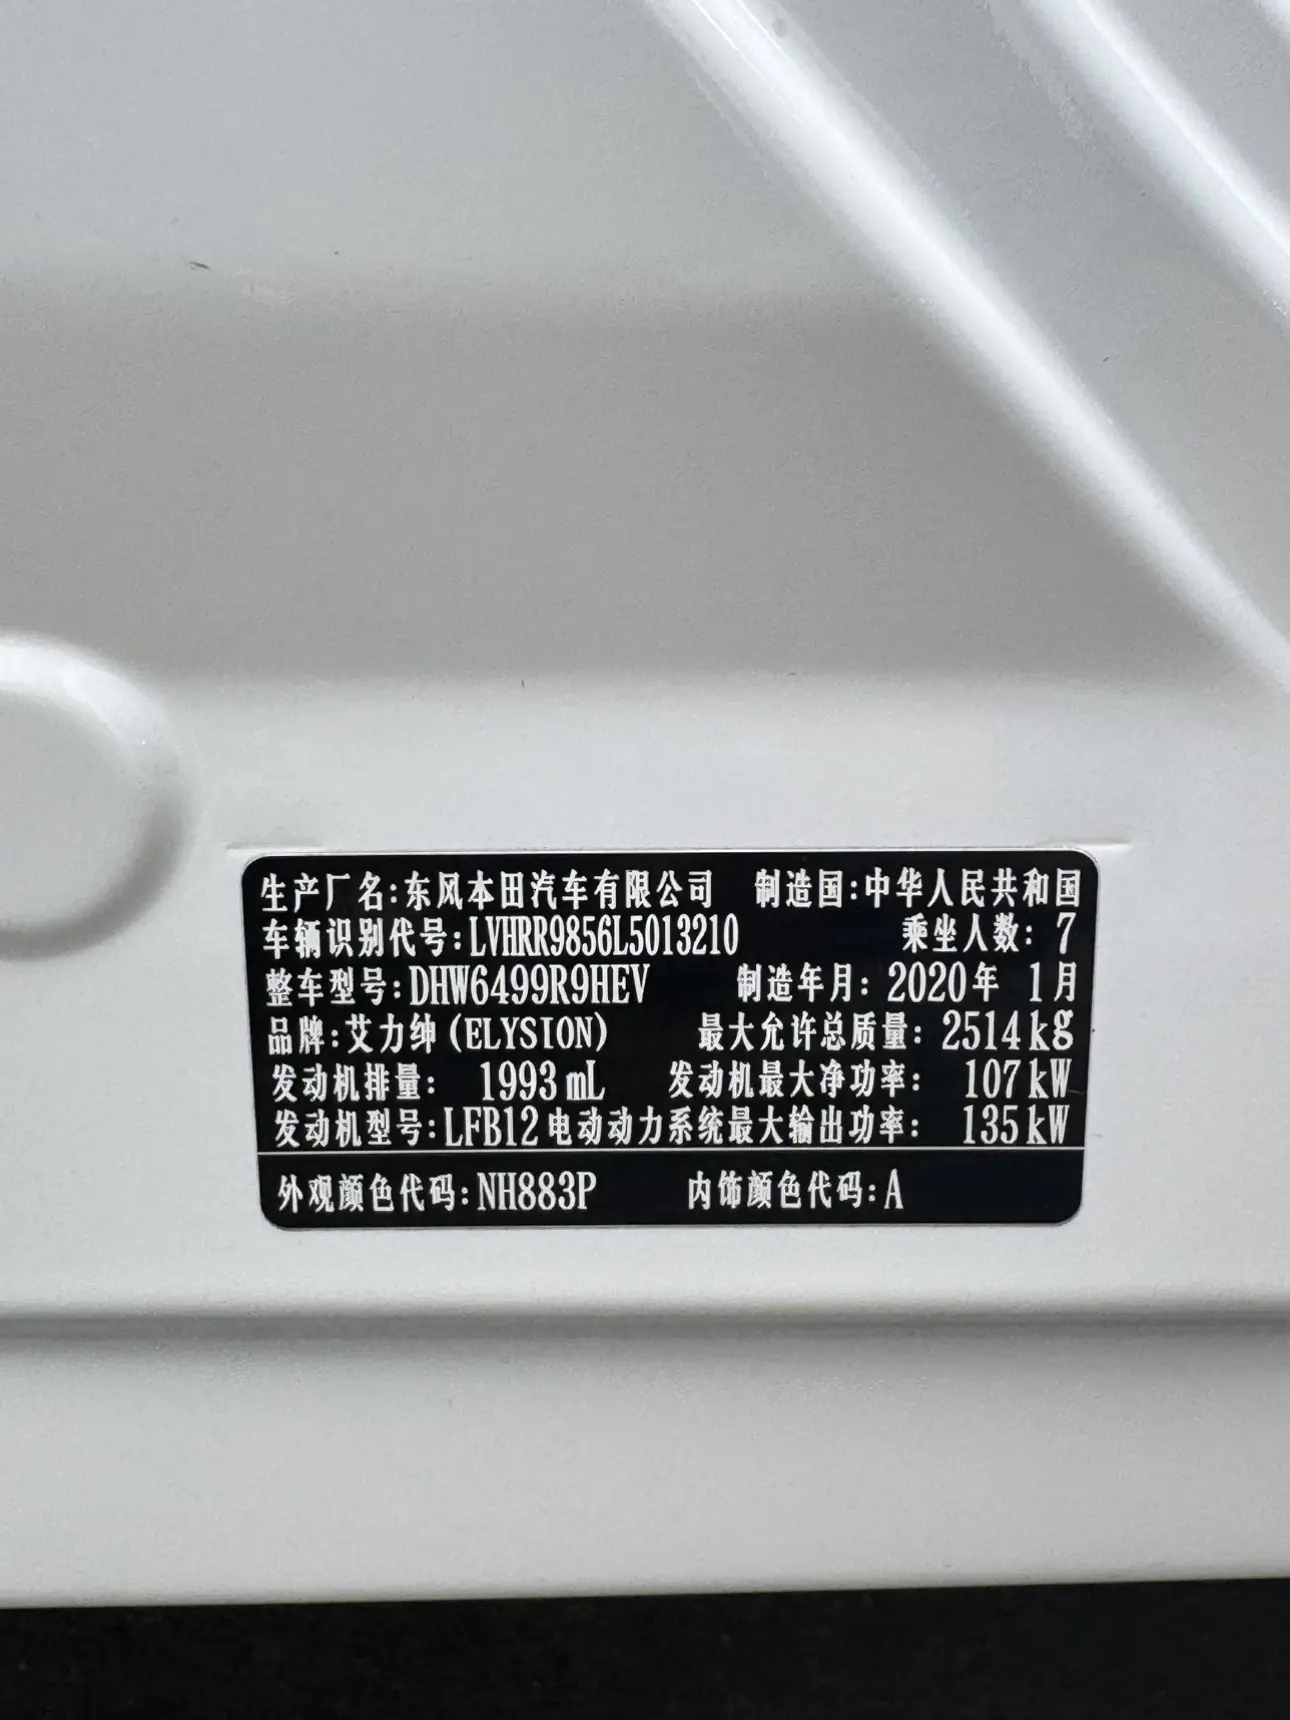 生产厂名:东风本田汽车有限公司 制造国:中华人民共和国
车辆识别代号:LVHRR9856L5013210 乘坐人数: 7
整车型号:DHW6499R9HEV 制造年月: 2020年 1月
品牌:艾力绅(ELYSION) 最大允许总质量: 2514kg
发动机排量: 1993mL 发动机最大净功率: 107kW
发动机型号:LFB12 电动动力系统最大输出功率: 135kW
外观颜色代码:NH883P 内饰颜色代码:A